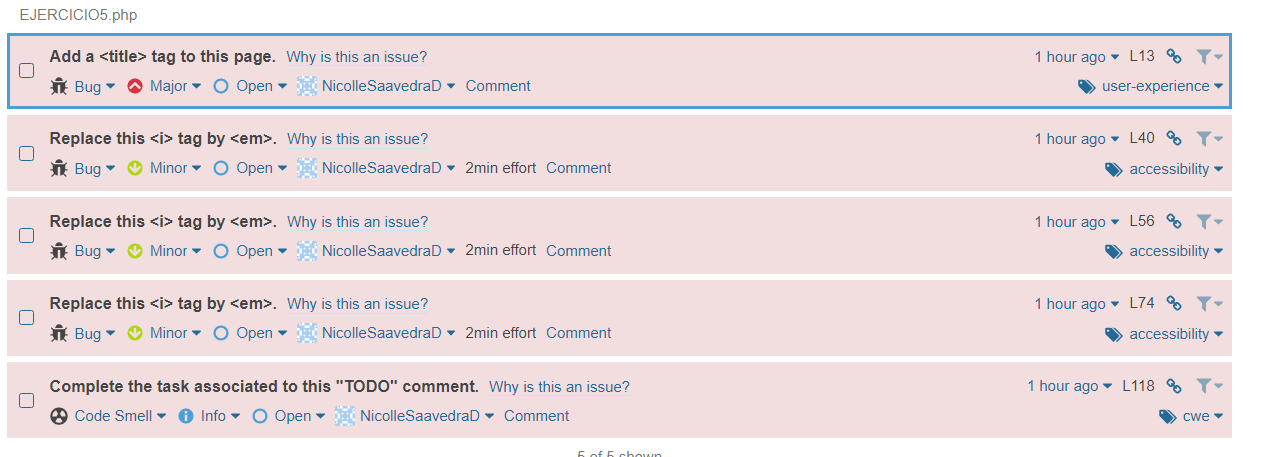 EJERCICIO5.php
Add a <title> tag to this page. Why is this an issue? 1 hour ago L13
Bug Major Open NicolleSaavedraD Comment user-experience
Replace this <i> tag by <em>. Why is this an issue? 1 hour ago L40
Bug Minor Open NicolleSaavedraD 2min effort Comment accessibility
Replace this <i> tag by <em>. Why is this an issue? 1 hour ago L56
Bug Minor Open NicolleSaavedraD 2min effort Comment accessibility
Replace this <i> tag by <em>. Why is this an issue? 1 hour ago L74
Bug Minor Open NicolleSaavedraD 2min effort Comment accessibility
Complete the task associated to this "TODO" comment. Why is this an issue? 1 hour ago L118
Code Smell Info Open NicolleSaavedraD Comment cwe
5 of 5 shown